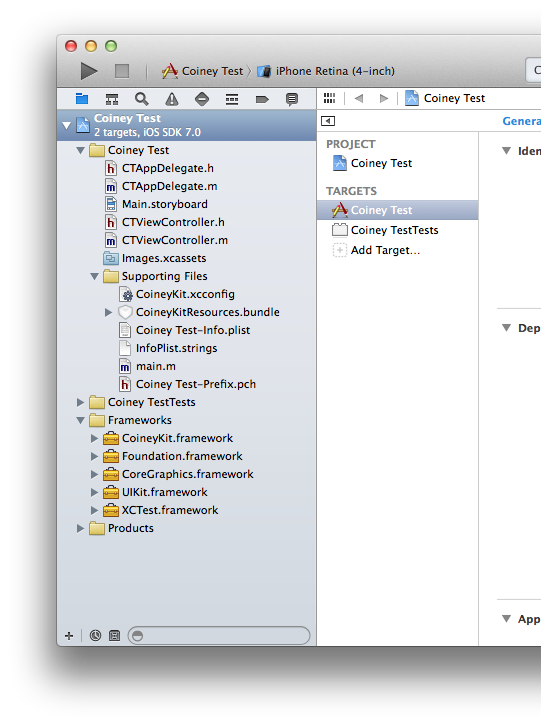 Coiney Test
iPhone Retina (4-inch)
C
Coiney Test
2 targets, iOS SDK 7.0
Coiney Test
CTAppDelegate.h
CTAppDelegate.m
Main.storyboard
CTViewController.h
CTViewController.m
Images.xcassets
Supporting Files
CoineyKit.xcconfig
CoineyKitResources.bundle
Coiney Test-Info.plist
InfoPlist.strings
main.m
Coiney Test-Prefix.pch
Coiney TestTests
Frameworks
CoineyKit.framework
Foundation.framework
CoreGraphics.framework
UIKit.framework
XCTest.framework
Products
Coiney Test
PROJECT
Coiney Test
TARGETS
Coiney Test
Coiney TestTests
Add Target...
Genera
Iden
Dep
App